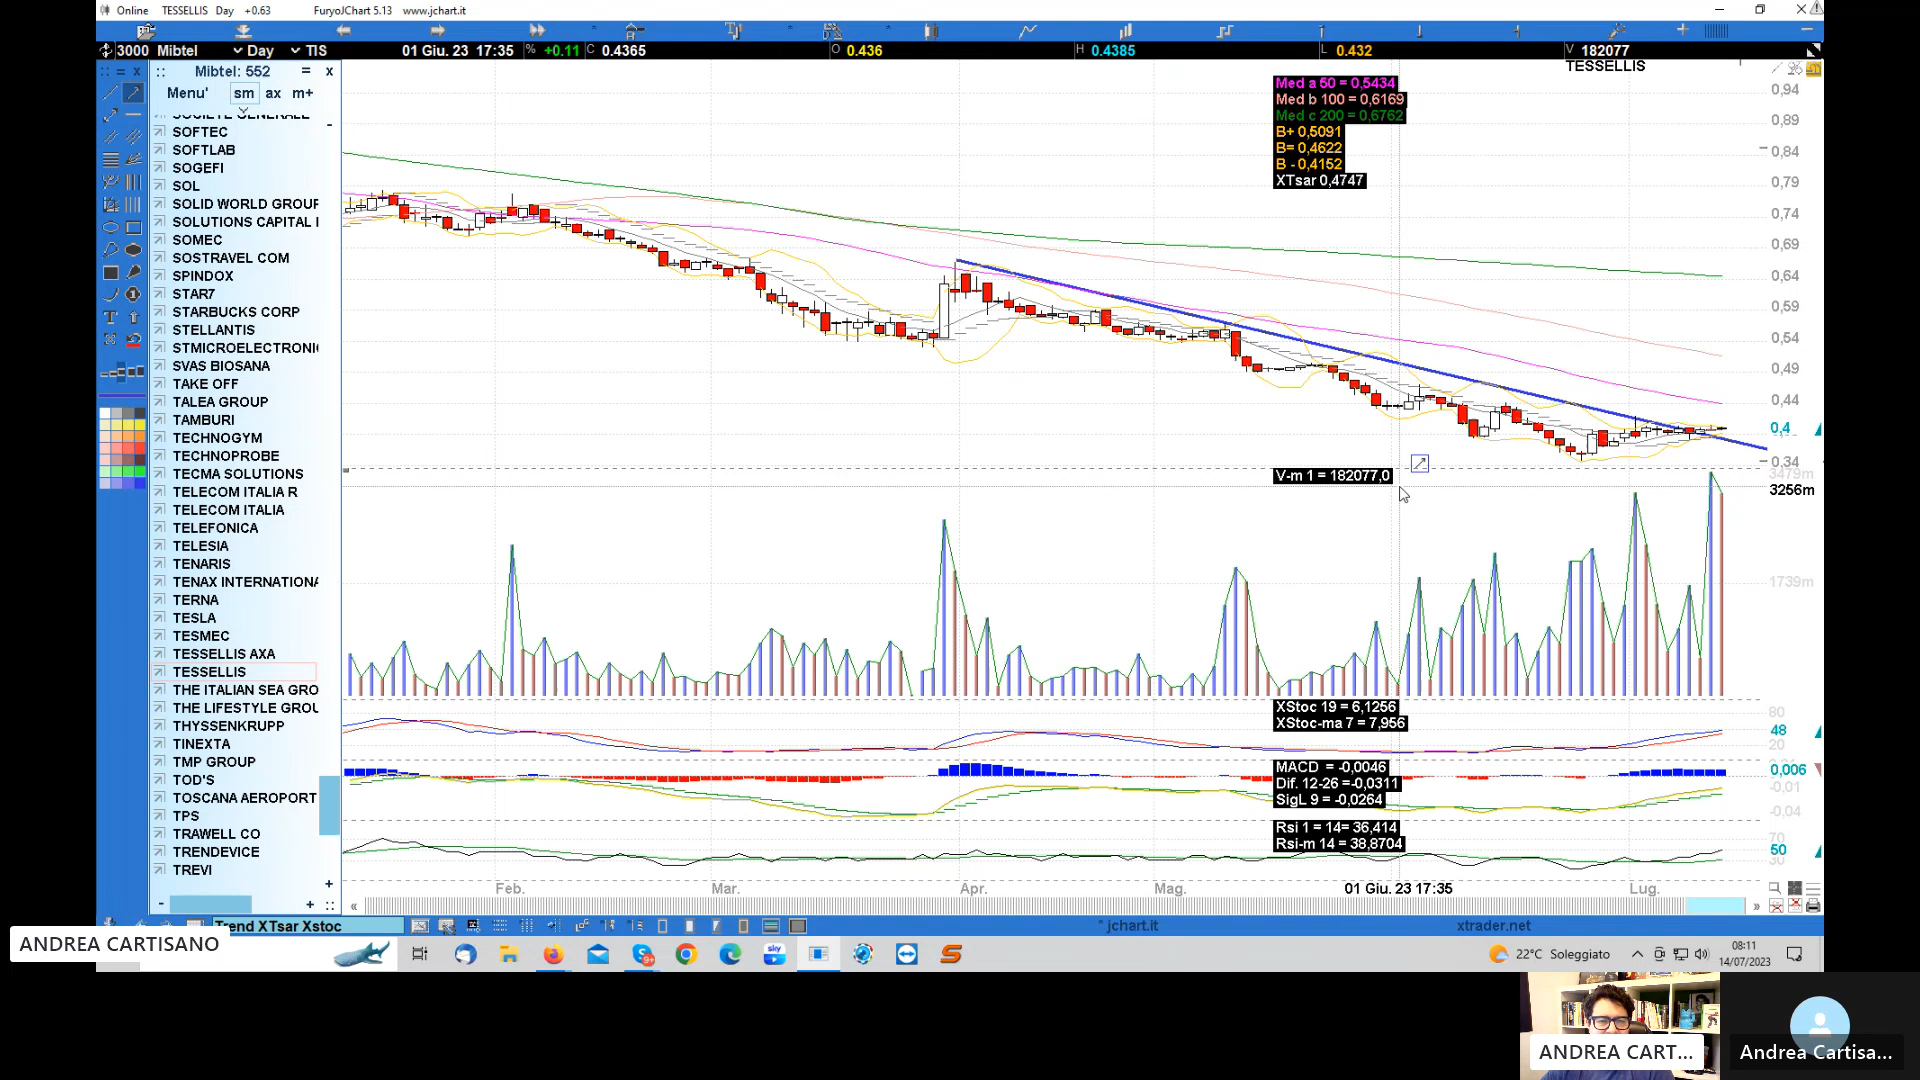 Online TESSELLIS Day +0.63 FuryoJChart 5.13 www.jchart.it
3000 Mibtel Day TIS 01 Giu. 23 17:35 % +0.11 C 0.4365 O 0.436 H 0.4385 L 0.432 V 182077
TESSELLIS
Mibtel: 552 = x
Menu' sm ax m+
SOCIETE GENERALE
SOFTEC
SOFTLAB
SOGEFI
SOL
SOLID WORLD GROUP
SOLUTIONS CAPITAL I
SOMEC
SOSTRAVEL COM
SPINDOX
STAR7
STARBUCKS CORP
STELLANTIS
STMICROELECTRONI
SVAS BIOSANA
TAKE OFF
TALEA GROUP
TAMBURI
TECHNOGYM
TECHNOPROBE
TECMA SOLUTIONS
TELECOM ITALIA R
TELECOM ITALIA
TELEFONICA
TELESIA
TENARIS
TENAX INTERNATIONA
TERNA
TESLA
TESMEC
TESSELLIS AXA
TESSELLIS
THE ITALIAN SEA GRO
THE LIFESTYLE GROU
THYSSENKRUPP
TINEXTA
TMP GROUP
TOD'S
TOSCANA AEROPORT
TPS
TRAWELL CO
TRENDEVICE
TREVI
Med a 50 = 0,5434
Med b 100 = 0,6169
Med c 200 = 0,6762
B+ 0,5091
B= 0,4622
B - 0,4152
XTsar 0,4747
0,94
0,89
0,84
0,79
0,74
0,69
0,64
0,59
0,54
0,49
0,44
0,4
0,34
V-m 1 = 182077,0
3479m
3256m
1739m
XStoc 19 = 6,1256
XStoc-ma 7 = 7,956
80
48
20
MACD = -0,0046
Dif. 12-26 =-0,0311
SigL 9 = -0,0264
0,006
-0,01
-0,04
Rsi 1 = 14= 36,414
Rsi-m 14 = 38,8704
70
50
30
Feb. Mar. Apr. Mag. 01 Giu. 23 17:35 Lug.
Trend XTsar Xstoc
* jchart.it xtrader.net
ANDREA CARTISANO
sky
9+
22°C Soleggiato
08:11
14/07/2023
ANDREA CART...
Andrea Cartisa...